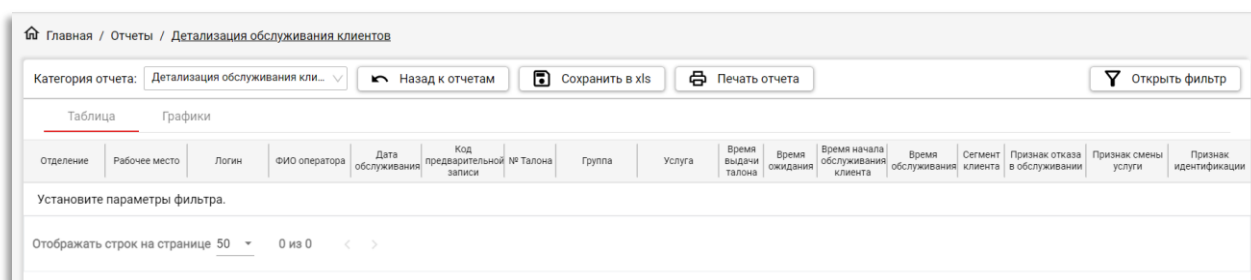 Главная / Отчеты / Детализация обслуживания клиентов
Категория отчета: Детализация обслуживания кли... Назад к отчетам Сохранить в xls Печать отчета Открыть фильтр
Таблица Графики
Отделение Рабочее место Логин ФИО оператора Дата обслуживания Код предварительной записи № Талона Группа Услуга Время выдачи талона Время ожидания Время начала обслуживания клиента Время обслуживания Сегмент клиента Признак отказа в обслуживании Признак смены услуги Признак идентификации
Установите параметры фильтра.
Отображать строк на странице 50 0 из 0